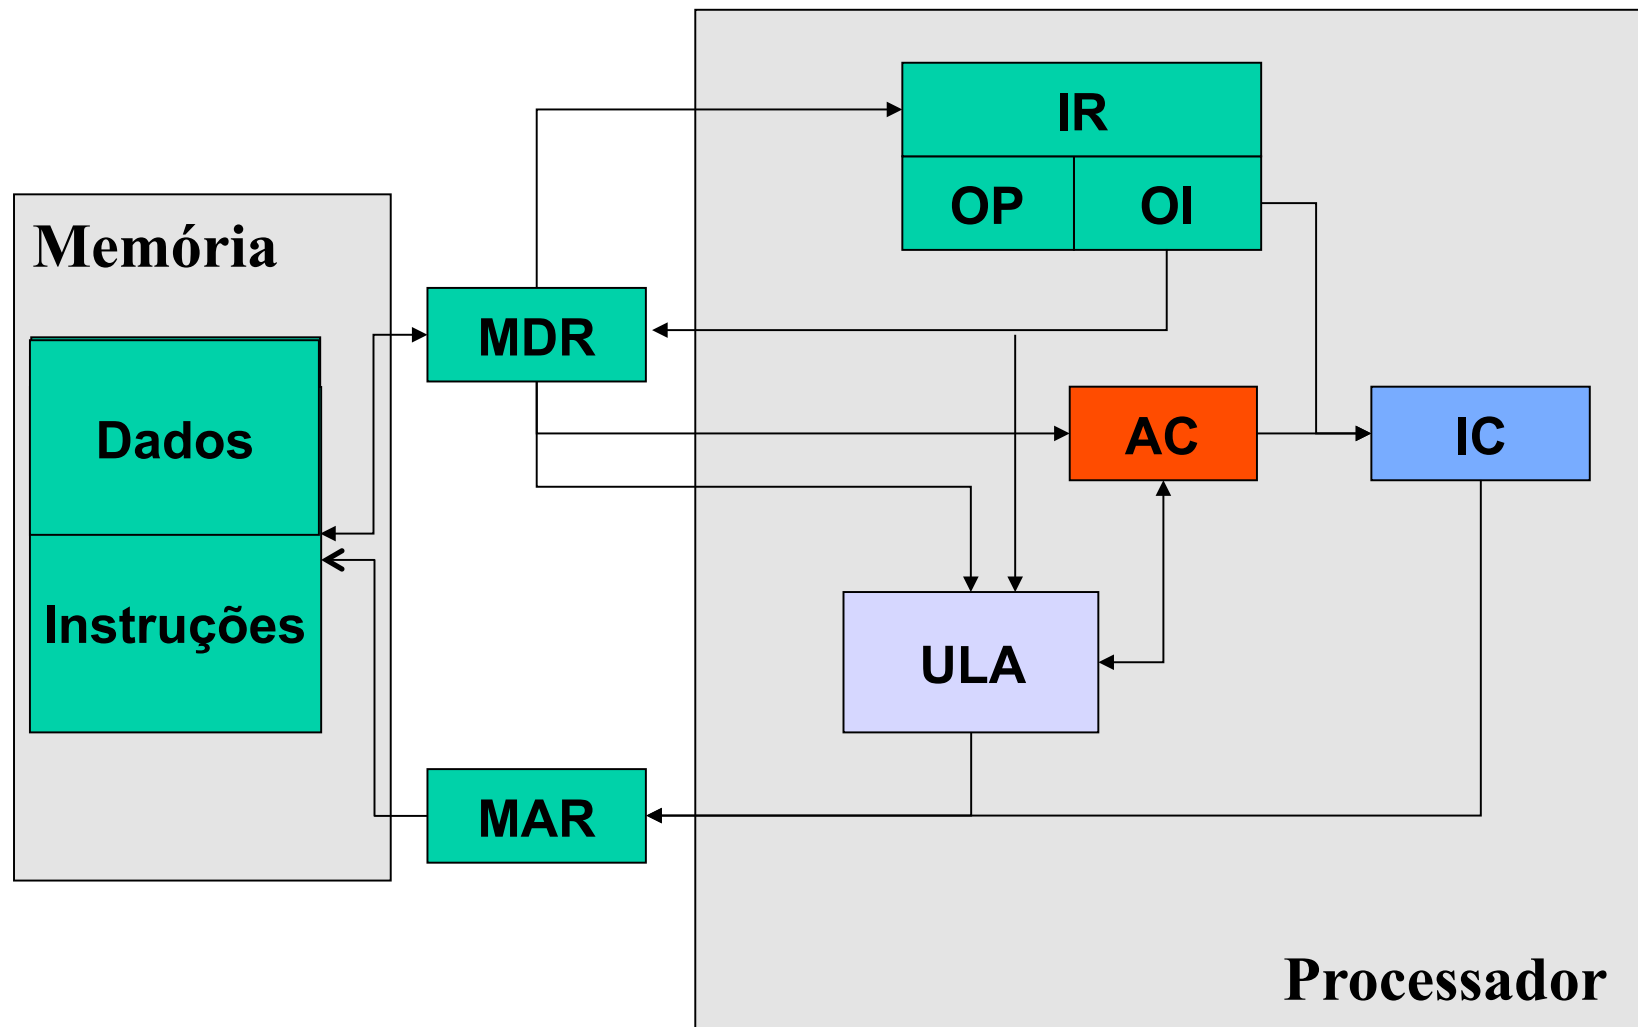 IR
OP
OI
Memória
MDR
Dados
AC
IC
Instruções
ULA
MAR
Processador